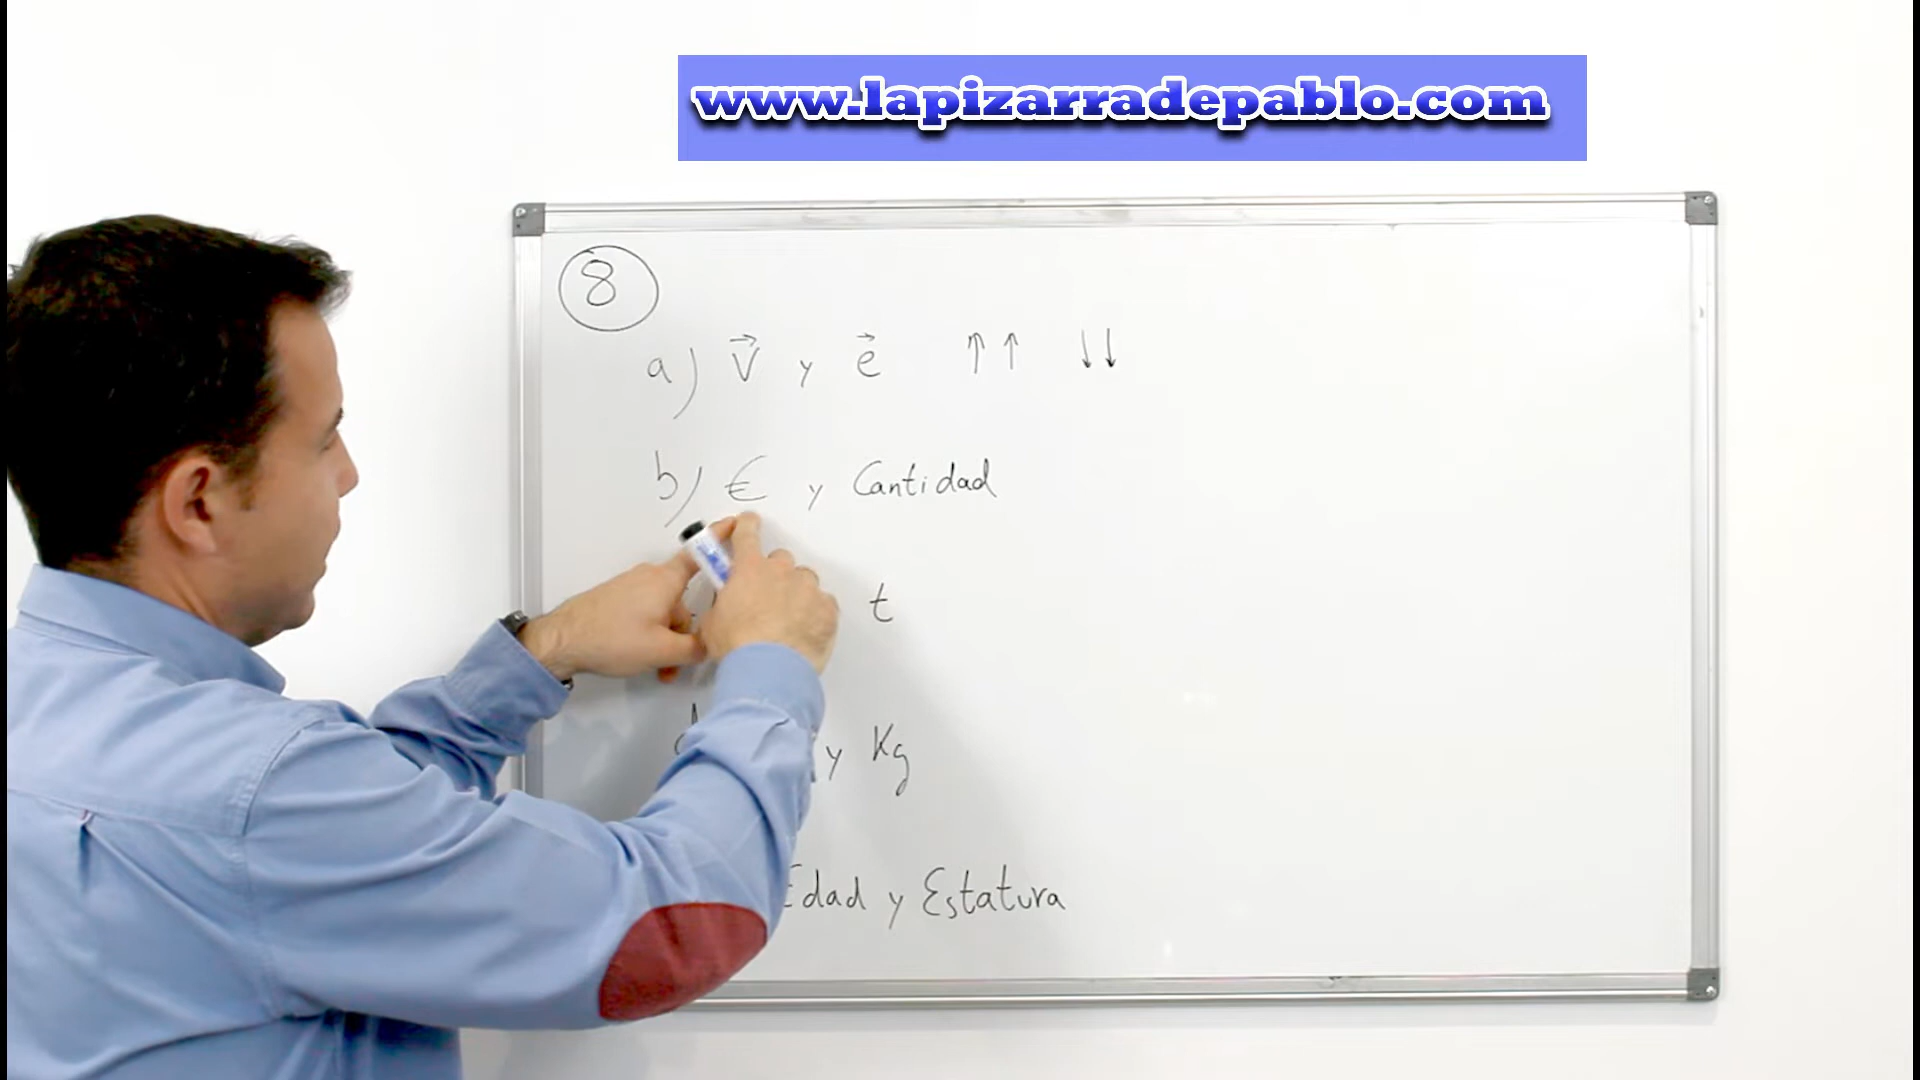 www.lapizarradepablo.com
8
a) v y e ↑↑ ↓↓
b) € y Cantidad
t
y Kg
Edad y Estatura